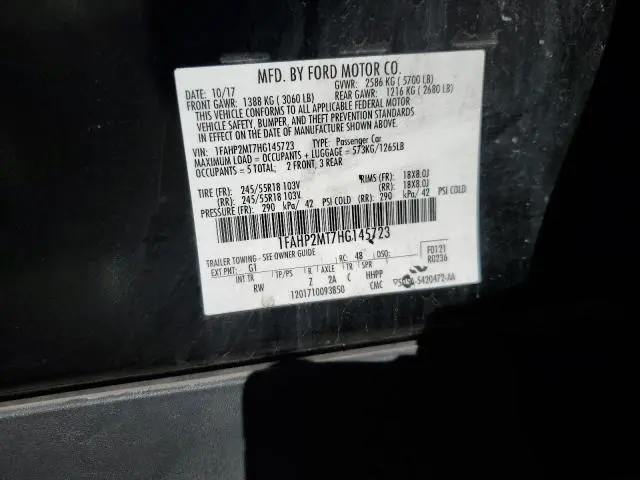 MFD. BY FORD MOTOR CO.
DATE: 10/17 GVWR: 2586 KG ( 5700 LB)
FRONT GAWR: 1388 KG ( 3060 LB) REAR GAWR: 1216 KG ( 2680 LB)
THIS VEHICLE CONFORMS TO ALL APPLICABLE FEDERAL MOTOR
VEHICLE SAFETY, BUMPER, AND THEFT PREVENTION STANDARDS
IN EFFECT ON THE DATE OF MANUFACTURE SHOWN ABOVE.
VIN: 1FAHP2MT7HG145723 TYPE: Passenger Car
MAXIMUM LOAD = OCCUPANTS + LUGGAGE = 573KG/1265LB
OCCUPANTS = 5 TOTAL; 2 FRONT, 3 REAR
TIRE (FR): 245/55R18 103V RIMS (FR): 18X8.0J
(RR): 245/55R18 103V (RR): 18X8.0J
PRESSURE (FR): 290 kPa/ 42 PSI COLD (RR): 290 kPa/ 42 PSI COLD
1FAHP2MT7HG145723
TRAILER TOWING - SEE OWNER GUIDE
EXT PNT: G1 RC: 48 DSO: F0121
R0236
INT TR TP/PS R AXLE TR SPR
RW Z 2A C HHPP
CMC
1201710093850
5420472-AA